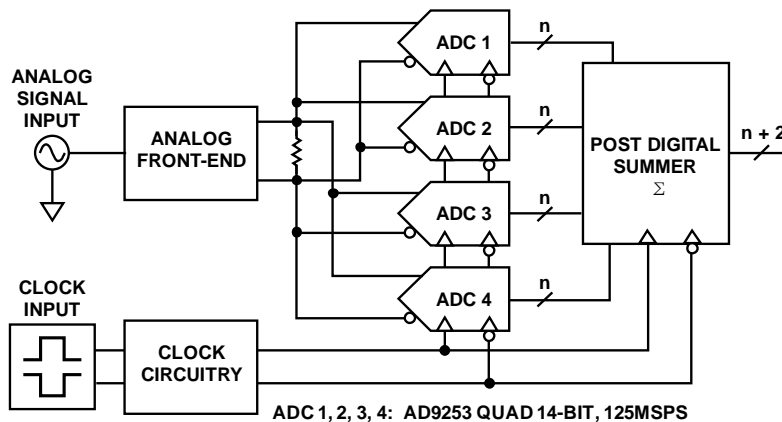 ANALOG
SIGNAL
INPUT
ANALOG
FRONT-END
ADC 1
ADC 2
ADC 3
ADC 4
n
n
n
n
POST DIGITAL
SUMMER
Σ
n + 2
CLOCK
INPUT
CLOCK
CIRCUITRY
ADC 1, 2, 3, 4: AD9253 QUAD 14-BIT, 125MSPS